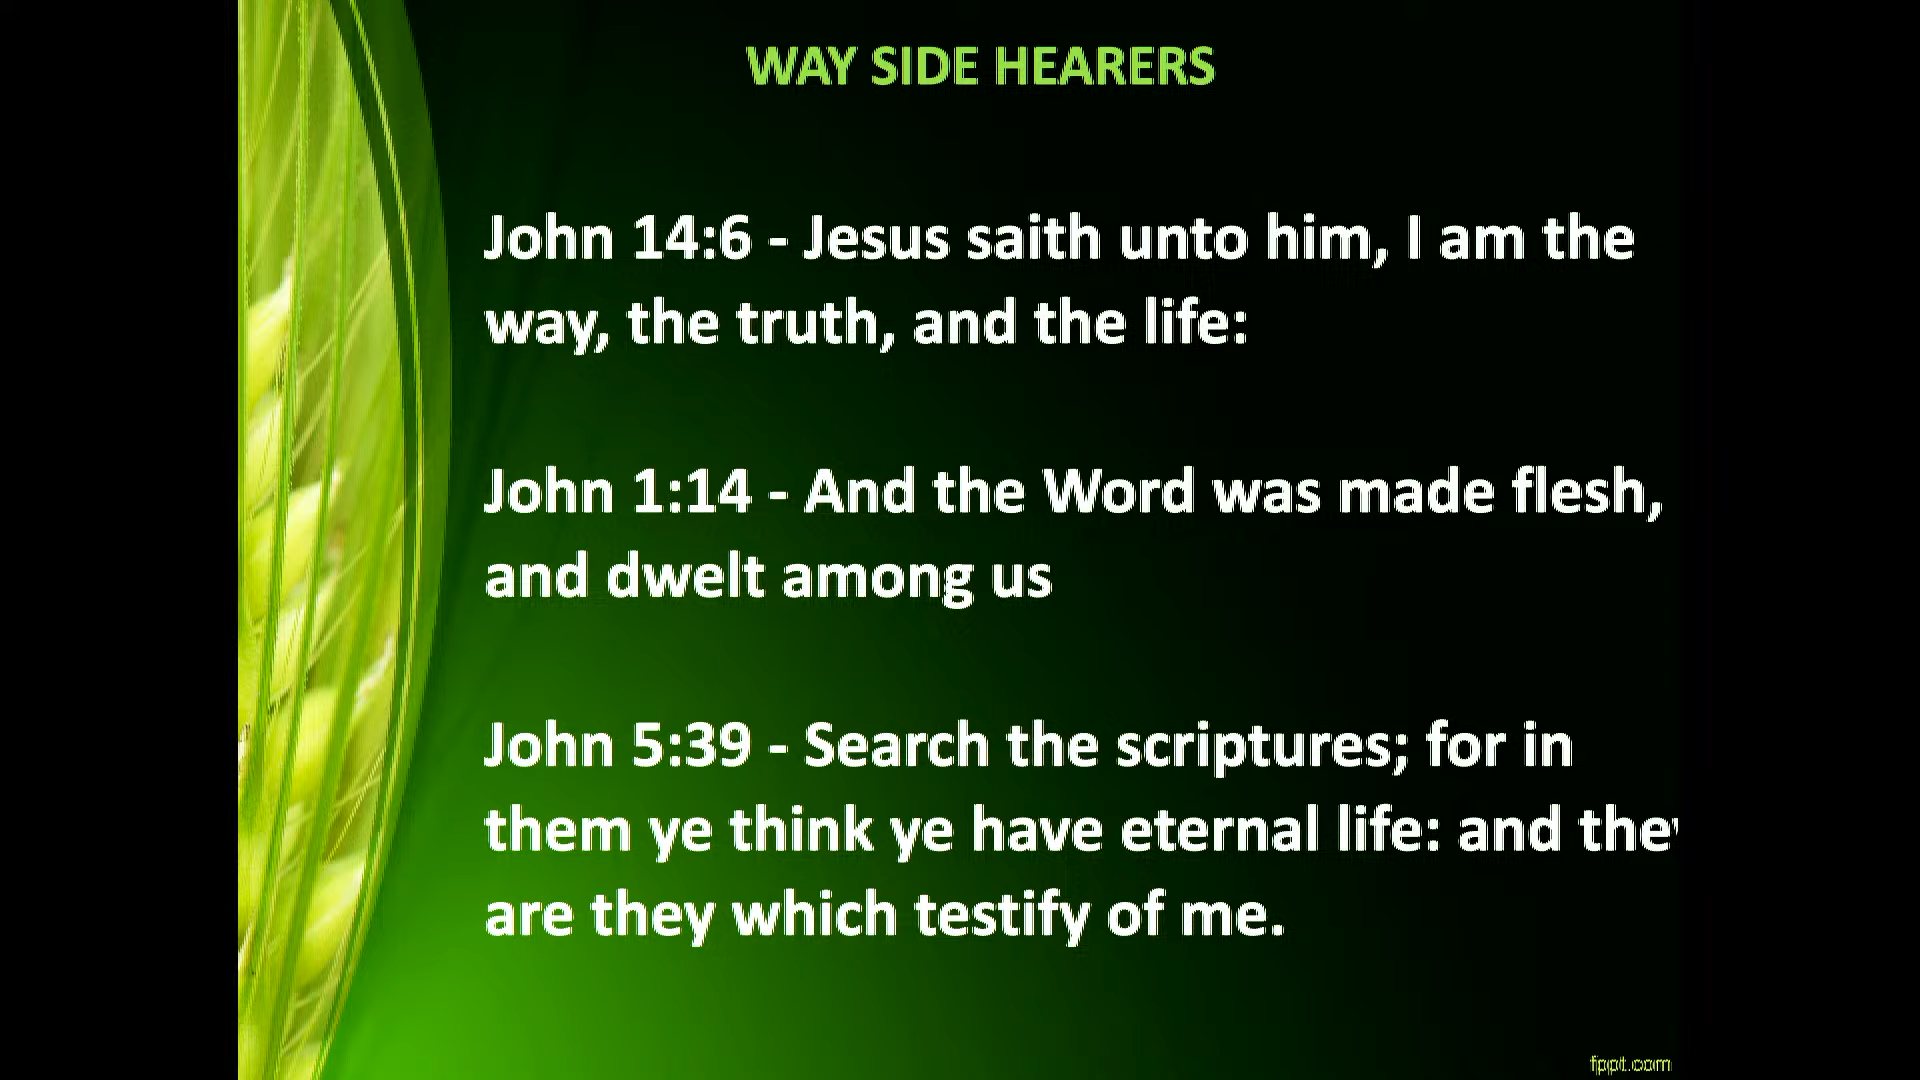 WAY SIDE HEARERS
John 14:6 - Jesus saith unto him, I am the
way, the truth, and the life:
John 1:14 - And the Word was made flesh,
and dwelt among us
John 5:39 - Search the scriptures; for in
them ye think ye have eternal life: and they
are they which testify of me.
fppt.com